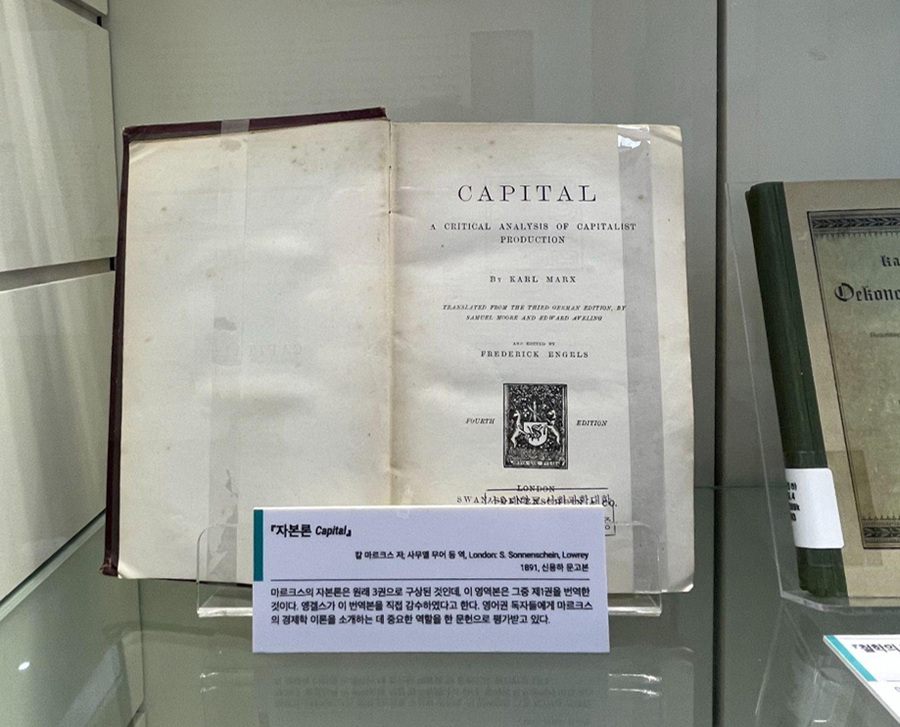 CAPITAL
A CRITICAL ANALYSIS OF CAPITALIST
PRODUCTION
BY KARL MARX
TRANSLATED FROM THE THIRD GERMAN EDITION, BY
SAMUEL MOORE AND EDWARD AVELING
AND EDITED BY
FREDERICK ENGELS
FOURTH EDITION
LONDON
SWAN
CO.
『자본론 Capital』
칼 마르크스 저, 사무엘 무어 등 역, London: S. Sonnenschein, Lowrey
1891, 신용하 문고본
마르크스의 자본론은 원래 3권으로 구상된 것인데, 이 영역본은 그중 제1권을 번역한
것이다. 엥겔스가 이 번역본을 직접 감수하였다고 한다. 영어권 독자들에게 마르크스
의 경제학 이론을 소개하는 데 중요한 역할을 한 문헌으로 평가받고 있다.
Ka
Oekono
『철학의